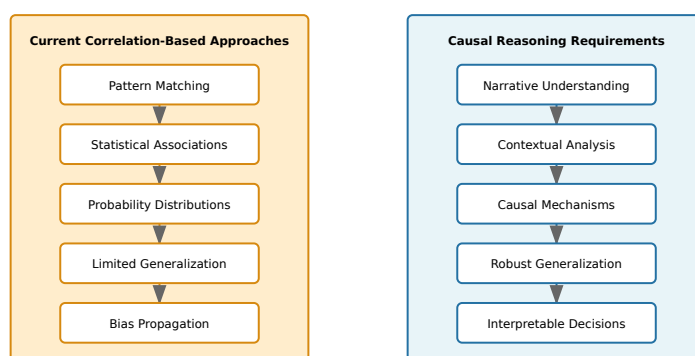 Current Correlation-Based Approaches
Pattern Matching
Statistical Associations
Probability Distributions
Limited Generalization
Bias Propagation
Causal Reasoning Requirements
Narrative Understanding
Contextual Analysis
Causal Mechanisms
Robust Generalization
Interpretable Decisions